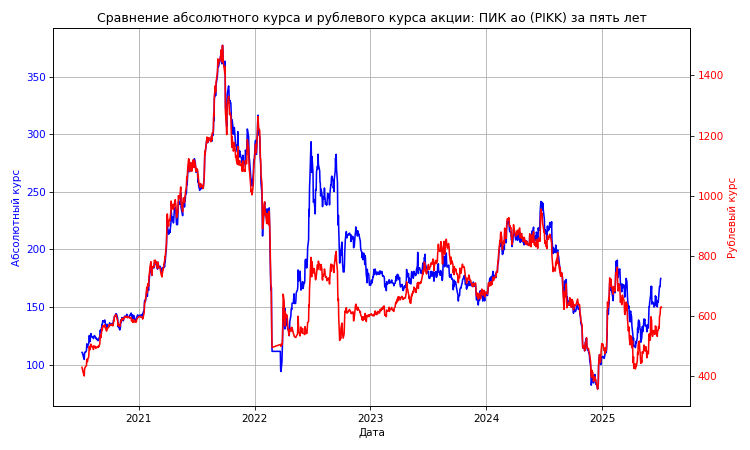 Сравнение абсолютного курса и рублевого курса акции: ПИК ао (PIKK) за пять лет
Абсолютный курс
350
300
250
200
150
100
1400
1200
1000
800
600
400
Рублевый курс
2021 2022 2023 2024 2025
Дата